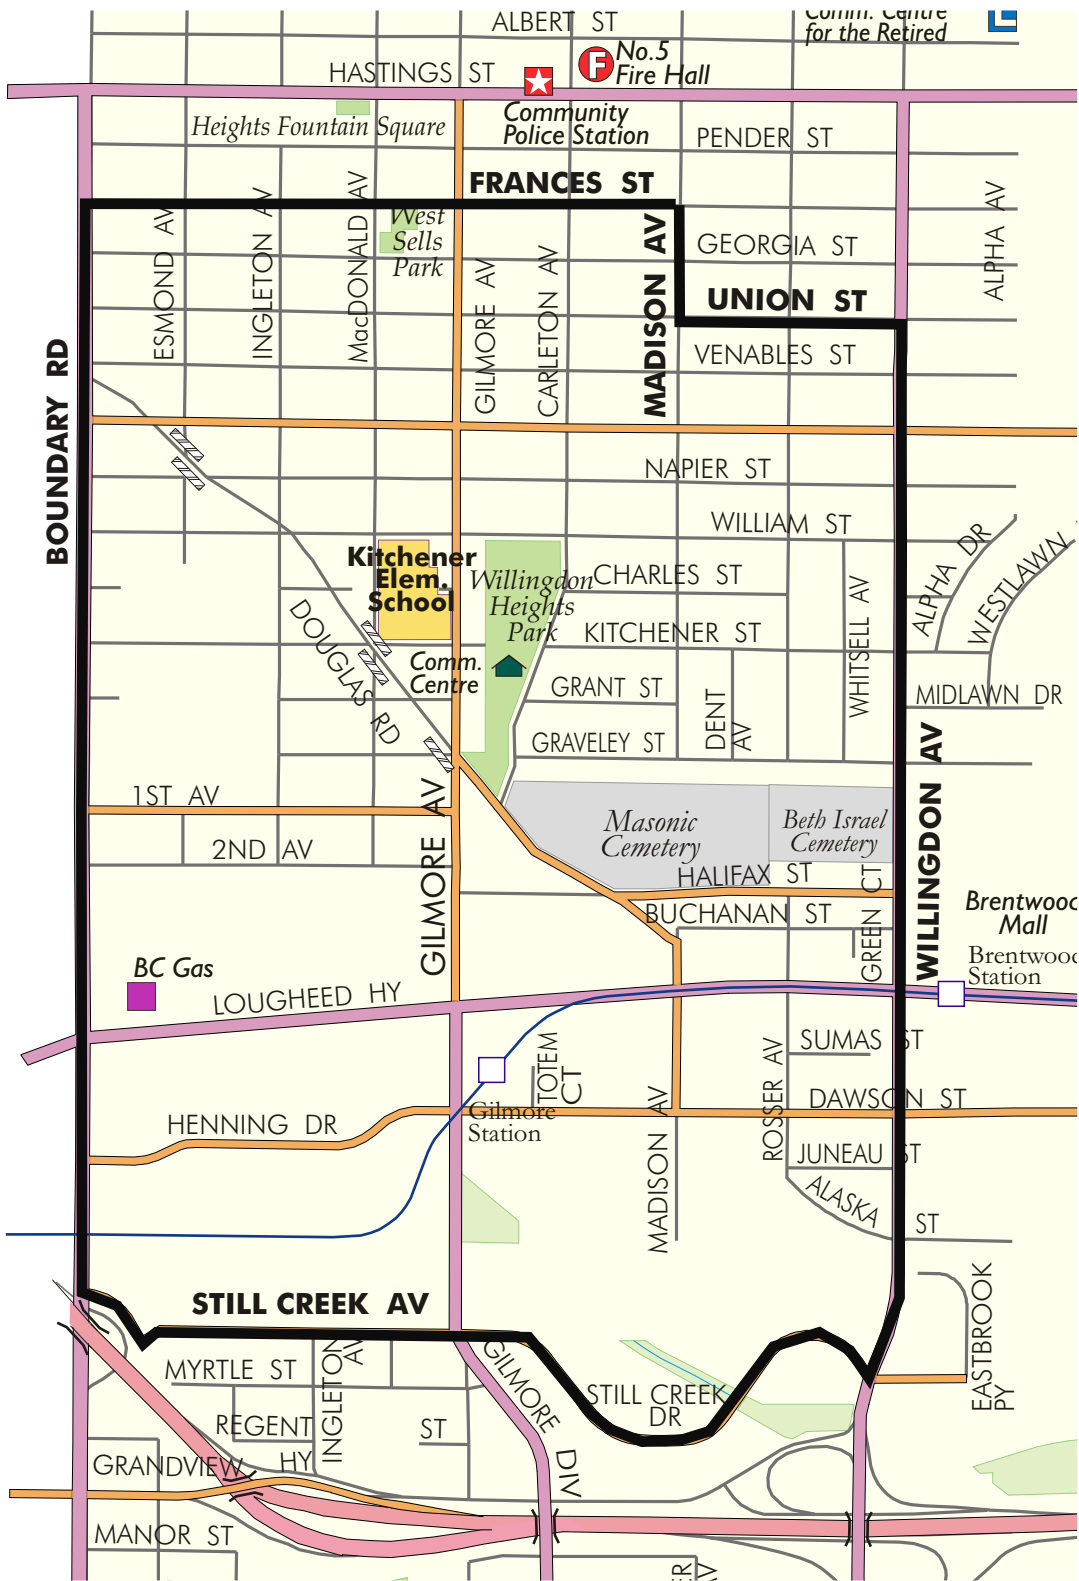 ALBERT ST
Comm. Centre
for the Retired
No.5
Fire Hall
F
HASTINGS ST
Community
Police Station
Heights Fountain Square
PENDER ST
FRANCES ST
ESMOND AV
INGLETON AV
MacDONALD AV
West
Sells
Park
GILMORE AV
CARLETON AV
MADISON AV
GEORGIA ST
ALPHA AV
UNION ST
VENABLES ST
BOUNDARY RD
NAPIER ST
WILLIAM ST
Kitchener
Elem.
School
Willingdon
Heights
Park
CHARLES ST
KITCHENER ST
WHITSELL AV
ALPHA DR
WESTLAWN
DOUGLAS RD
Comm.
Centre
GRANT ST
DENT
AV
MIDLAWN DR
GRAVELEY ST
WILLINGDON AV
1ST AV
2ND AV
GILMORE AV
Masonic
Cemetery
Beth Israel
Cemetery
HALIFAX ST
BUCHANAN ST
GREEN CT
Brentwood
Mall
Brentwood
Station
BC Gas
LOUGHEED HY
TOTEM
CT
SUMAS ST
ROSSER AV
DAWSON ST
Gilmore
Station
HENNING DR
MADISON AV
JUNEAU ST
ALASKA ST
STILL CREEK AV
EASTBROOK
PY
MYRTLE ST
INGLETON
AV
GILMORE DIV
STILL CREEK
DR
REGENT ST
GRANDVIEW HY
MANOR ST
ER
AV